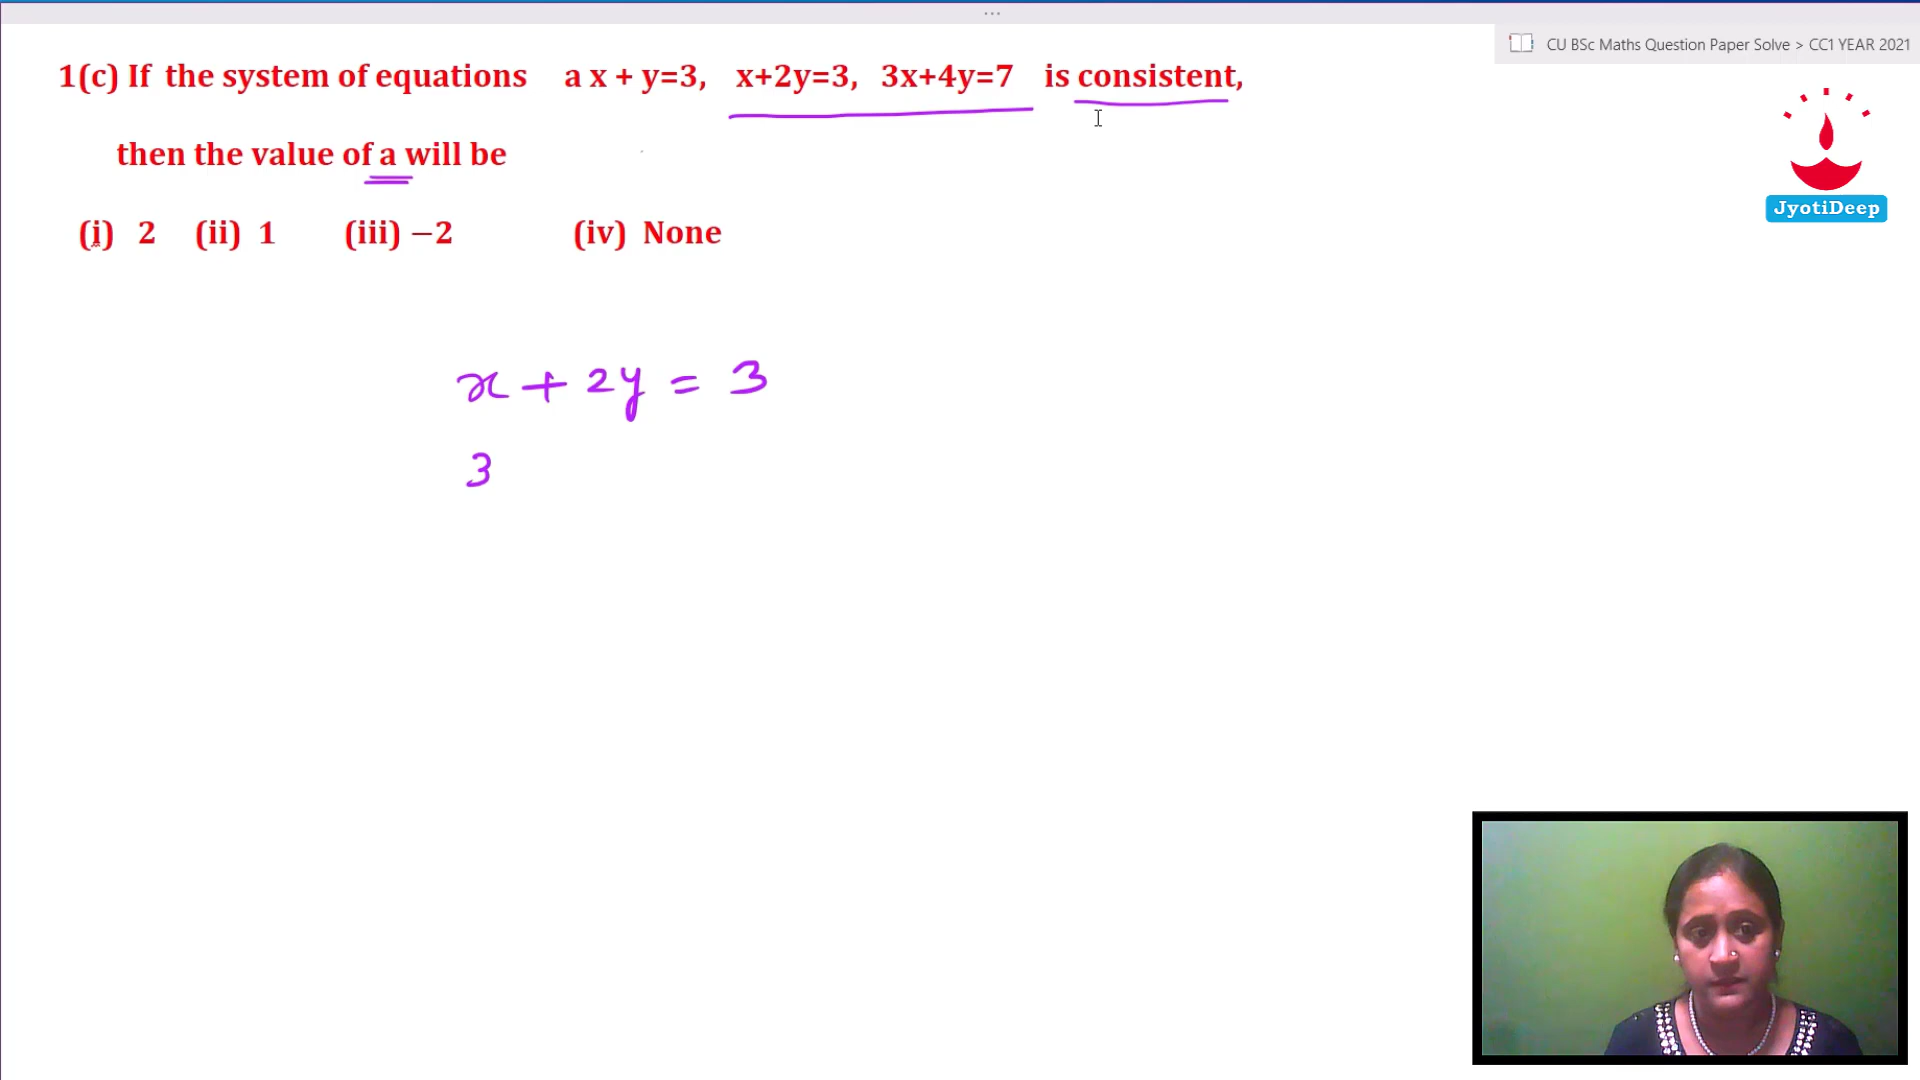 ...
CU BSc Maths Question Paper Solve > CC1 YEAR 2021
1(c) If the system of equations a x + y=3, x+2y=3, 3x+4y=7 is consistent,
then the value of a will be
(i) 2 (ii) 1 (iii) −2 (iv) None
JyotiDeep
x + 2y = 3
3